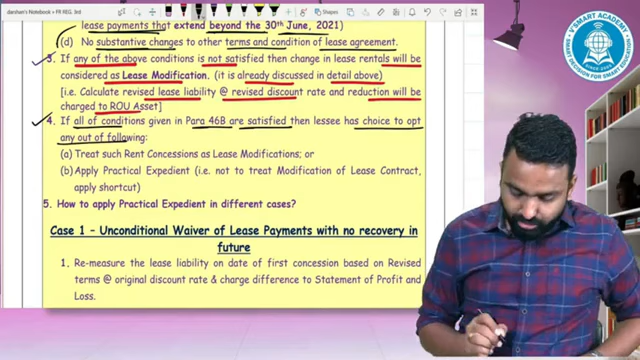 darshan's Notebook » FR REG. 3rd
lease payments that extend beyond the 30th June, 2021)
(d) No substantive changes to other terms and condition of lease agreement.
3. If any of the above conditions is not satisfied then change in lease rentals will be
considered as Lease Modification. (it is already discussed in detail above)
[i.e. Calculate revised lease liability @ revised discount rate and reduction will be
charged to ROU Asset]
4. If all of conditions given in Para 46B are satisfied then lessee has choice to opt
any out of following:
(a) Treat such Rent Concessions as Lease Modifications; or
(b) Apply Practical Expedient (i.e. not to treat Modification of Lease Contract,
apply shortcut)
5. How to apply Practical Expedient in different cases?
Case 1 - Unconditional Waiver of Lease Payments with no recovery in
future
1. Re-measure the lease liability on date of first concession based on Revised
terms @ original discount rate & charge difference to Statement of Profit and
Loss.
V'SMART ACADEMY